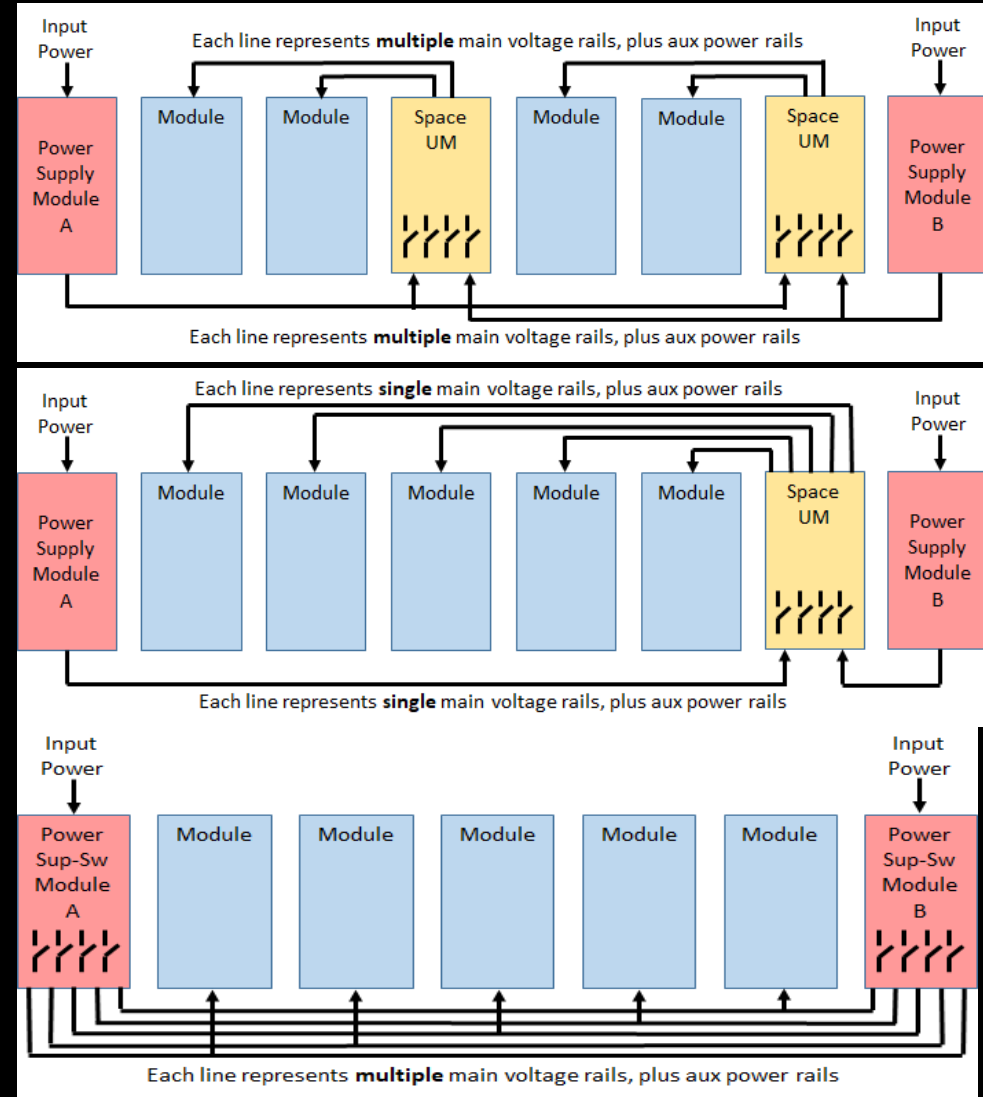 Input
Power
Each line represents multiple main voltage rails, plus aux power rails
Input
Power
Power
Supply
Module
A
Module
Module
Space
UM
Module
Module
Space
UM
Power
Supply
Module
B
Each line represents multiple main voltage rails, plus aux power rails
Each line represents single main voltage rails, plus aux power rails
Input
Power
Input
Power
Power
Supply
Module
A
Module
Module
Module
Module
Module
Space
UM
Power
Supply
Module
B
Each line represents single main voltage rails, plus aux power rails
Input
Power
Input
Power
Power
Sup-Sw
Module
A
Module
Module
Module
Module
Module
Power
Sup-Sw
Module
B
Each line represents multiple main voltage rails, plus aux power rails